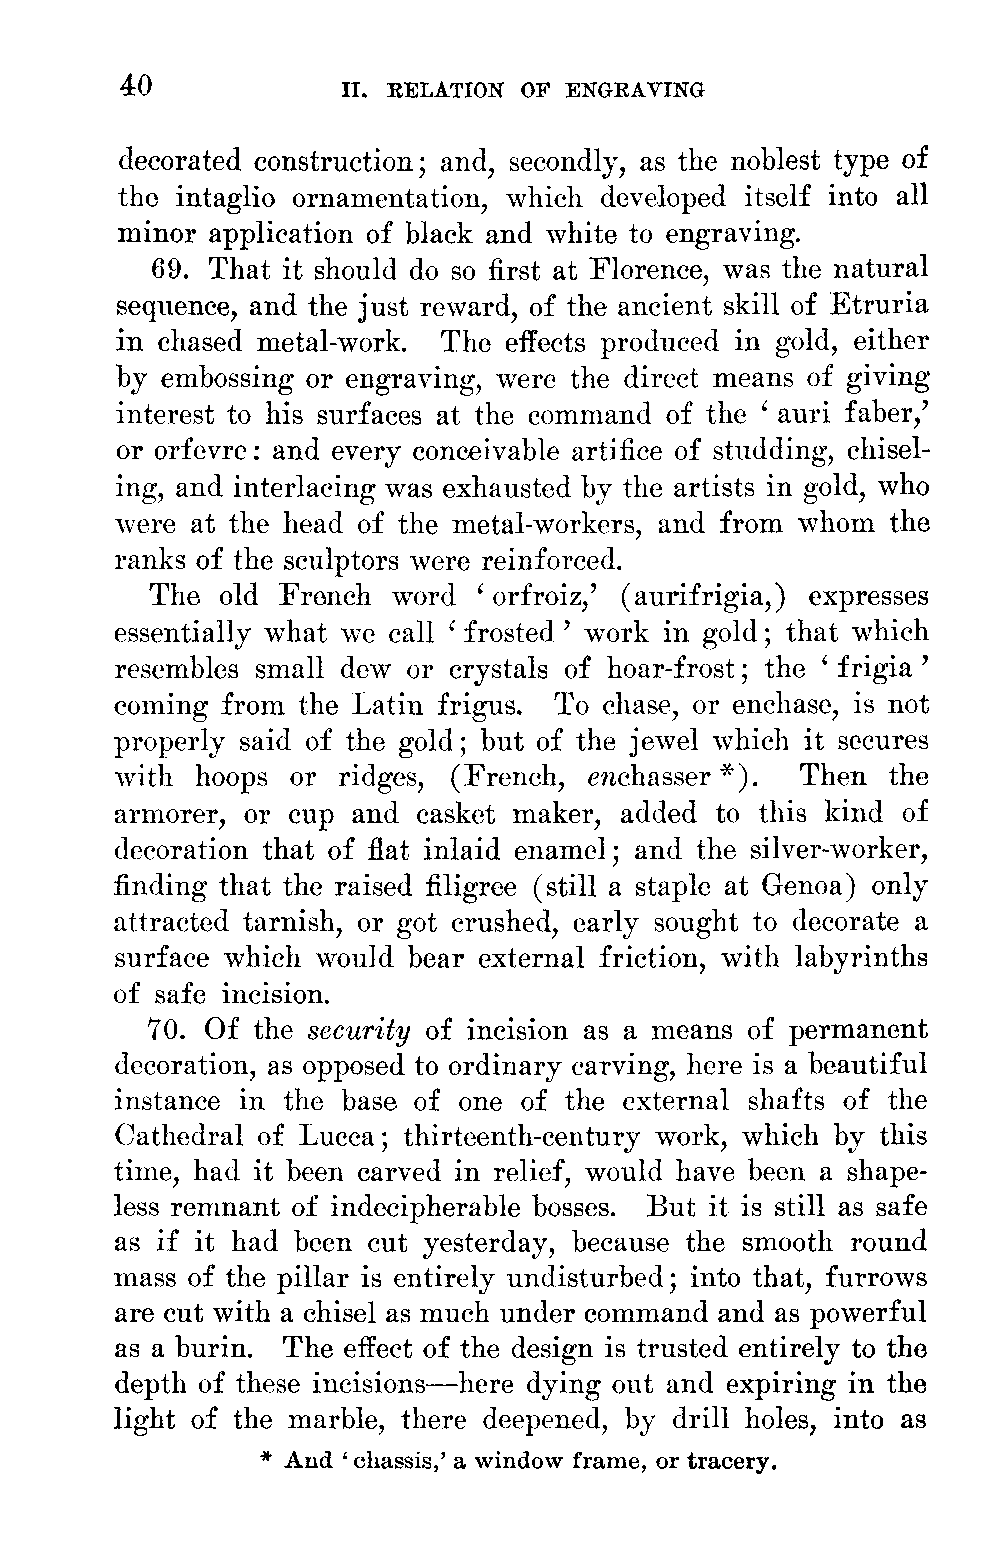 40 II. RELATION OF ENGRAVING
decorated construction; and, secondly, as the noblest type of
the intaglio ornamentation, which developed itself into all
minor application of black and white to engraving.
69. That it should do so first at Florence, was the natural
sequence, and the just reward, of the ancient skill of Etruria
in chased metal-work. The effects produced in gold, either
by embossing or engraving, were the direct means of giving
interest to his surfaces at the command of the ‘auri faber,’
or orfevre: and every conceivable artifice of studding, chisel-
ing, and interlacing was exhausted by the artists in gold, who
were at the head of the metal-workers, and from whom the
ranks of the sculptors were reinforced.
The old French word ‘orfroiz,’ (aurifrigia,) expresses
essentially what we call ‘frosted’ work in gold; that which
resembles small dew or crystals of hoar-frost; the ‘frigia’
coming from the Latin frigus. To chase, or enchase, is not
properly said of the gold; but of the jewel which it secures
with hoops or ridges, (French, enchasser*). Then the
armorer, or cup and casket maker, added to this kind of
decoration that of flat inlaid enamel; and the silver-worker,
finding that the raised filigree (still a staple at Genoa) only
attracted tarnish, or got crushed, early sought to decorate a
surface which would bear external friction, with labyrinths
of safe incision.
70. Of the security of incision as a means of permanent
decoration, as opposed to ordinary carving, here is a beautiful
instance in the base of one of the external shafts of the
Cathedral of Lucca; thirteenth-century work, which by this
time, had it been carved in relief, would have been a shape-
less remnant of indecipherable bosses. But it is still as safe
as if it had been cut yesterday, because the smooth round
mass of the pillar is entirely undisturbed; into that, furrows
are cut with a chisel as much under command and as powerful
as a burin. The effect of the design is trusted entirely to the
depth of these incisions—here dying out and expiring in the
light of the marble, there deepened, by drill holes, into as
* And ‘chassis,’ a window frame, or tracery.